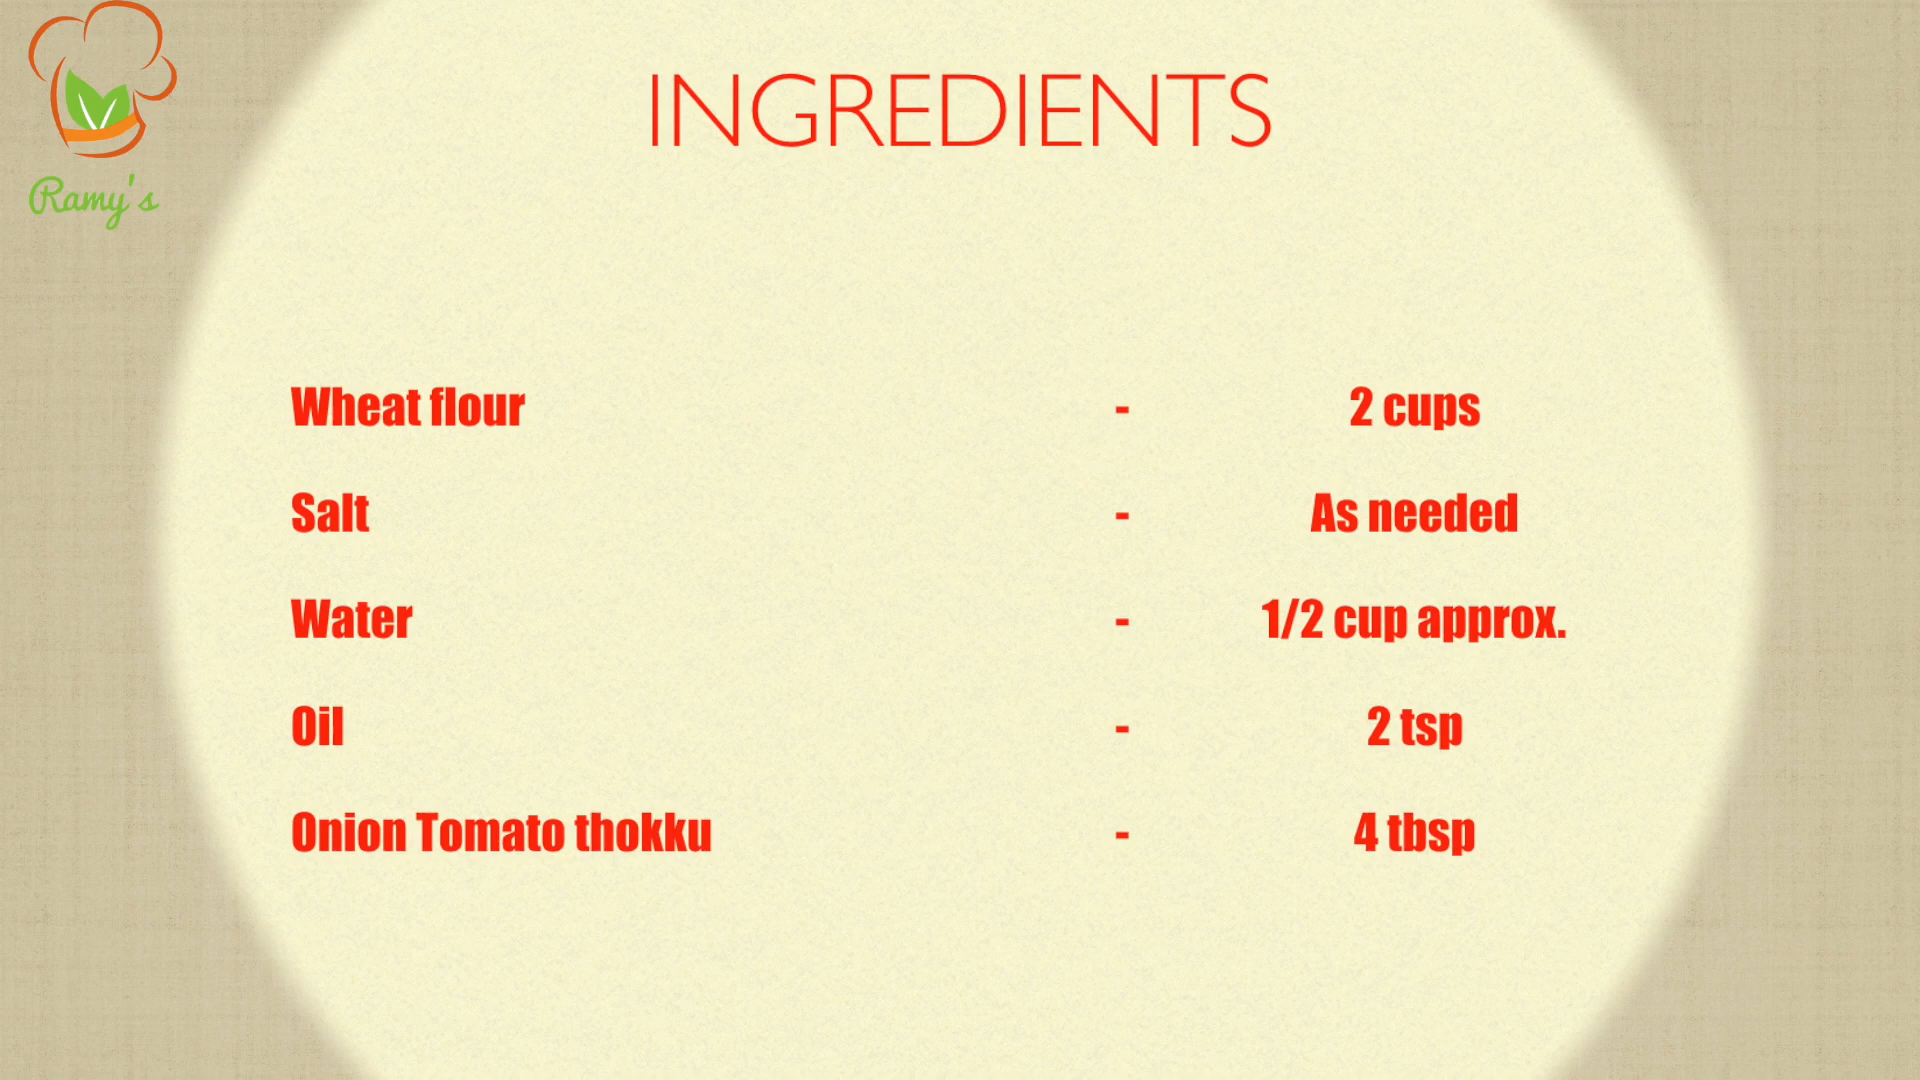 Ramy's
INGREDIENTS
Wheat flour - 2 cups
Salt - As needed
Water - 1/2 cup approx.
Oil - 2 tsp
Onion Tomato thokku - 4 tbsp